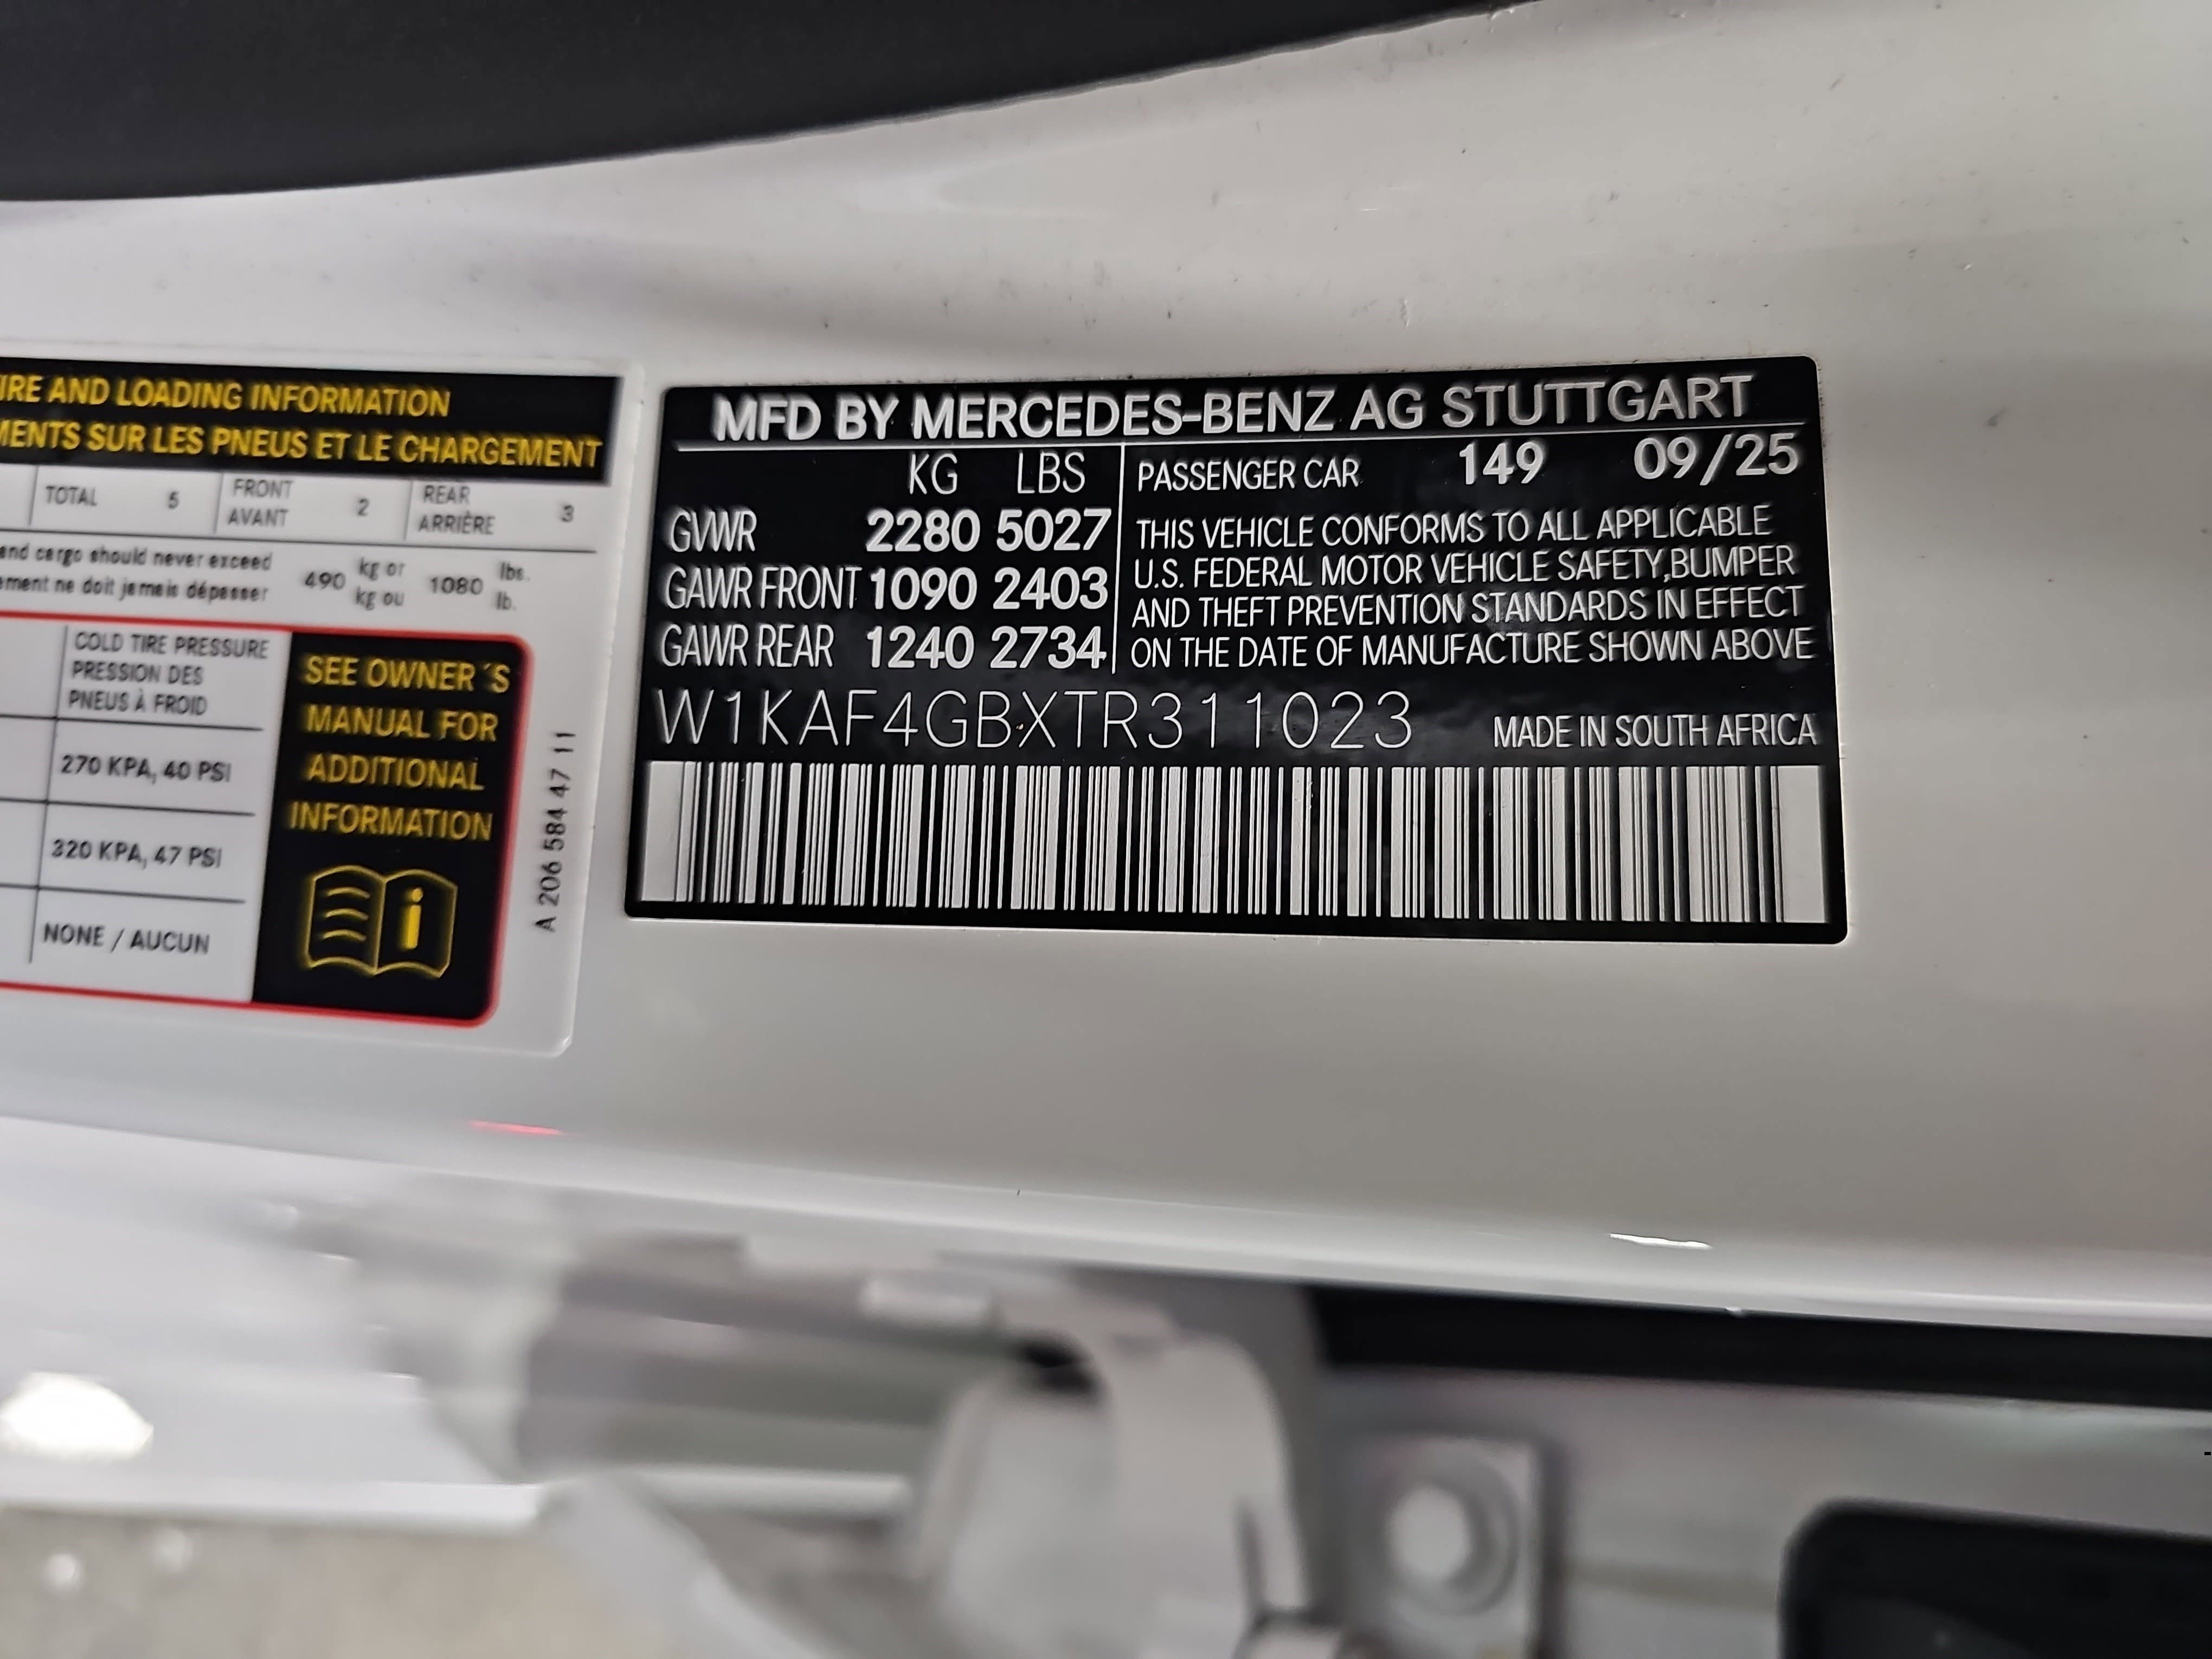 IRE AND LOADING INFORMATION
MENTS SUR LES PNEUS ET LE CHARGEMENT
TOTAL 5 FRONT AVANT 2 REAR ARRIÈRE 3
and cargo should never exceed
ement ne doit jamais dépasser
490 kg or
kg ou
1080 lbs.
lb.
COLD TIRE PRESSURE
PRESSION DES
PNEUS À FROID
270 KPA, 40 PSI
320 KPA, 47 PSI
NONE / AUCUN
SEE OWNER´S
MANUAL FOR
ADDITIONAL
INFORMATION
A 206 584 47 11
MFD BY MERCEDES-BENZ AG STUTTGART
KG LBS
GVWR 2280 5027
GAWR FRONT 1090 2403
GAWR REAR 1240 2734
PASSENGER CAR 149 09/25
THIS VEHICLE CONFORMS TO ALL APPLICABLE
U.S. FEDERAL MOTOR VEHICLE SAFETY,BUMPER
AND THEFT PREVENTION STANDARDS IN EFFECT
ON THE DATE OF MANUFACTURE SHOWN ABOVE
W1KAF4GBXTR311023
MADE IN SOUTH AFRICA